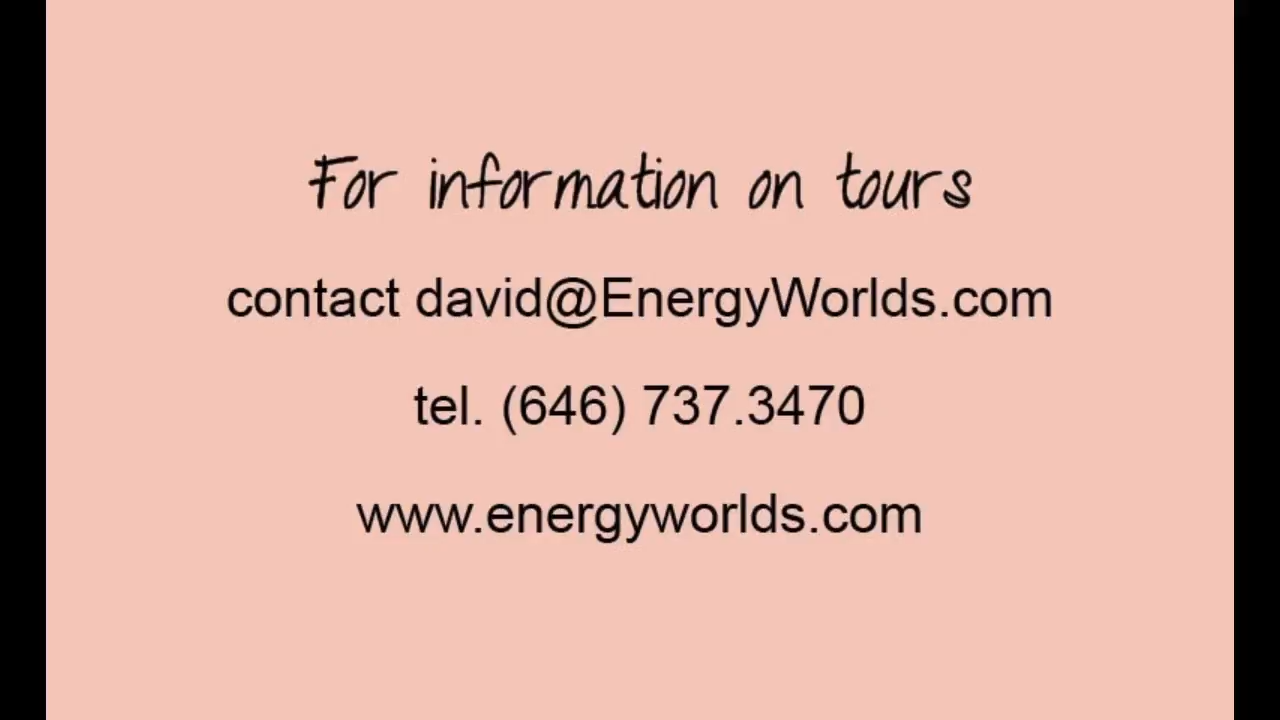 For information on tours
contact david@EnergyWorlds.com
tel. (646) 737.3470
www.energyworlds.com